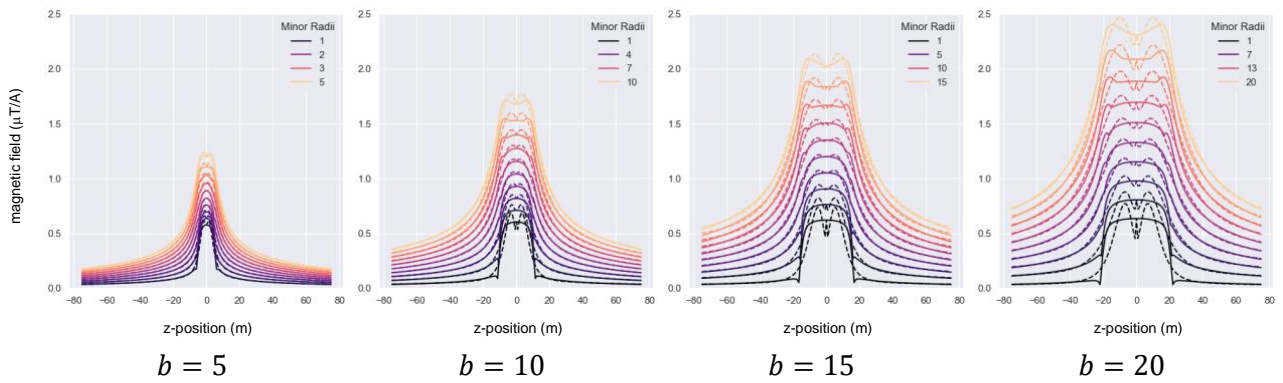 magnetic field (μT/A)
2.5
2.0
1.5
1.0
0.5
0.0
Minor Radii
1
2
3
5
−80 −60 −40 −20 0 20 40 60 80
z-position (m)
b = 5
2.5
2.0
1.5
1.0
0.5
0.0
Minor Radii
1
4
7
10
−80 −60 −40 −20 0 20 40 60 80
z-position (m)
b = 10
2.5
2.0
1.5
1.0
0.5
0.0
Minor Radii
1
5
10
15
−80 −60 −40 −20 0 20 40 60 80
z-position (m)
b = 15
2.5
2.0
1.5
1.0
0.5
0.0
Minor Radii
1
7
13
20
−80 −60 −40 −20 0 20 40 60 80
z-position (m)
b = 20